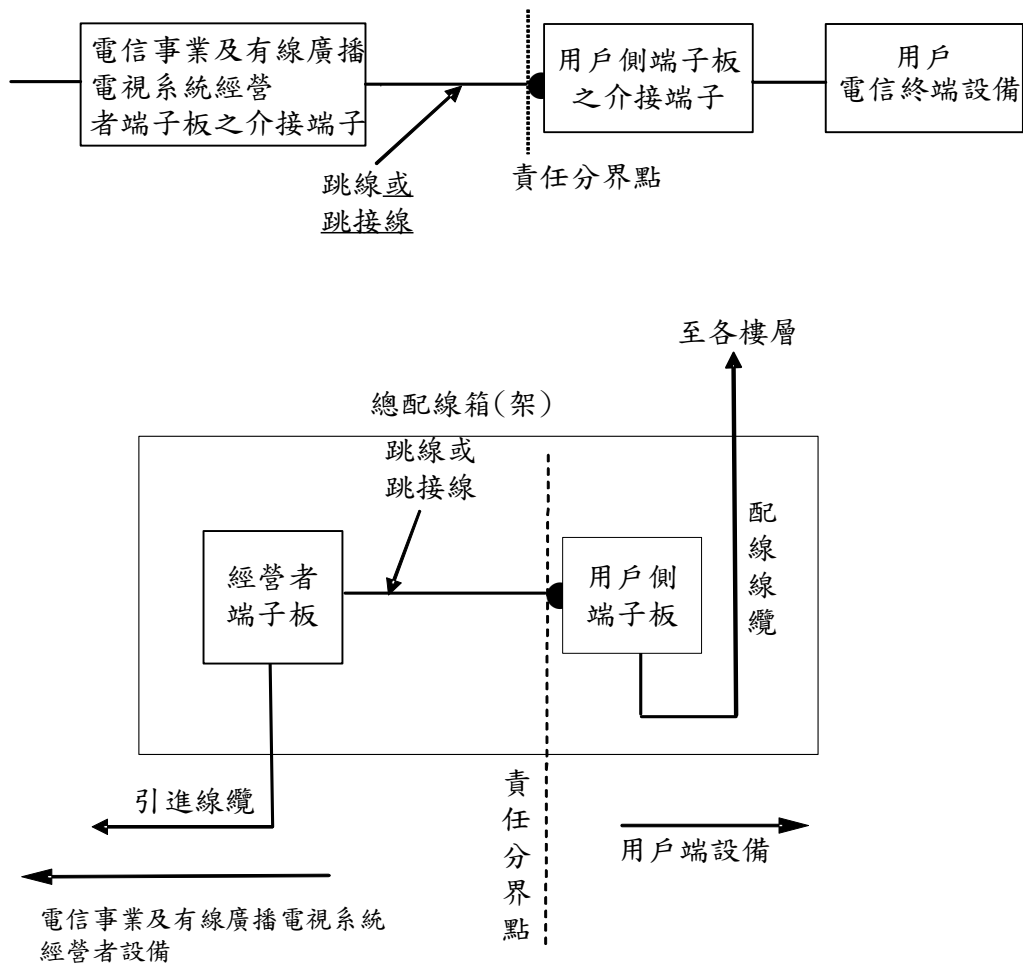 電信事業及有線廣播
電視系統經營
者端子板之介接端子
用戶側端子板
之介接端子
用戶
電信終端設備
跳線或
跳接線
責任分界點
至各樓層
總配線箱(架)
跳線或
跳接線
經營者
端子板
用戶側
端子板
配線線纜
引進線纜
責任分界點
用戶端設備
電信事業及有線廣播電視系統
經營者設備